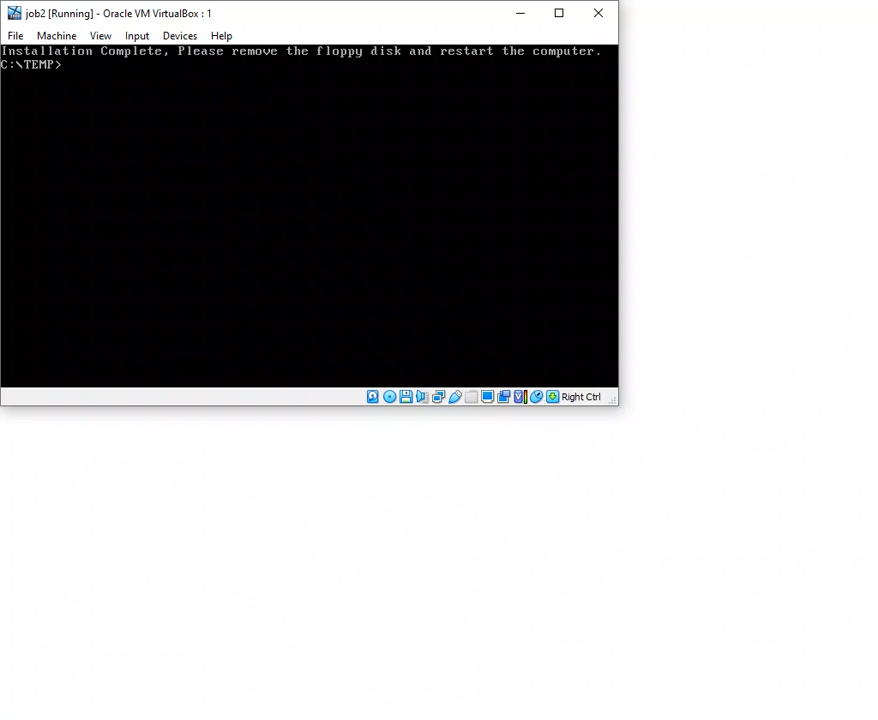 job2 [Running] - Oracle VM VirtualBox : 1
File Machine View Input Devices Help
Installation Complete, Please remove the floppy disk and restart the computer.
C:\TEMP>
Right Ctrl